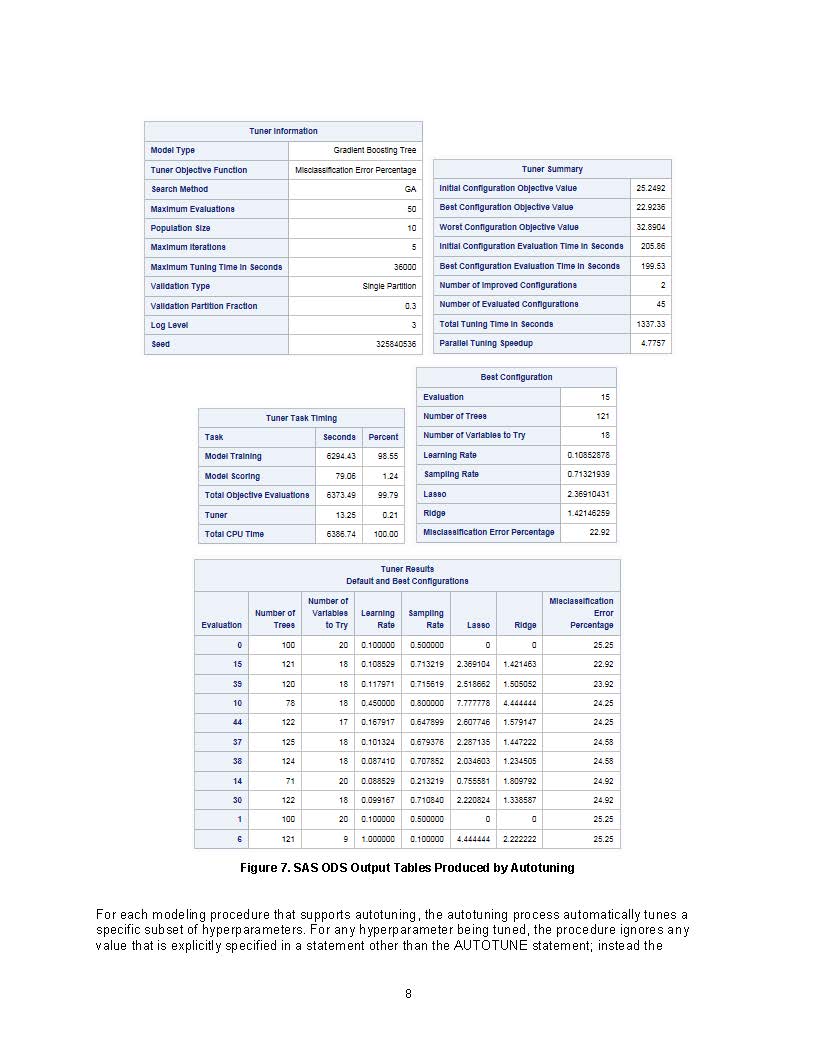 Tuner Information
Model Type Gradient Boosting Tree
Tuner Objective Function Misclassification Error Percentage
Search Method GA
Maximum Evaluations 50
Population Size 10
Maximum Iterations 5
Maximum Tuning Time in Seconds 36000
Validation Type Single Partition
Validation Partition Fraction 0.3
Log Level 3
Seed 325840536
Tuner Summary
Initial Configuration Objective Value 25.2492
Best Configuration Objective Value 22.9236
Worst Configuration Objective Value 32.8904
Initial Configuration Evaluation Time in Seconds 205.86
Best Configuration Evaluation Time in Seconds 199.53
Number of Improved Configurations 2
Number of Evaluated Configurations 45
Total Tuning Time in Seconds 1337.33
Parallel Tuning Speedup 4.7757
Tuner Task Timing
Task Seconds Percent
Model Training 6294.43 98.55
Model Scoring 79.06 1.24
Total Objective Evaluations 6373.49 99.79
Tuner 13.25 0.21
Total CPU Time 6386.74 100.00
Best Configuration
Evaluation 15
Number of Trees 121
Number of Variables to Try 18
Learning Rate 0.10852878
Sampling Rate 0.71321939
Lasso 2.36910431
Ridge 1.42146259
Misclassification Error Percentage 22.92
Tuner Results
Default and Best Configurations
Evaluation Number of Trees Number of Variables to Try Learning Rate Sampling Rate Lasso Ridge Misclassification Error Percentage
0 100 20 0.100000 0.500000 0 0 25.25
15 121 18 0.108529 0.713219 2.369104 1.421463 22.92
39 120 18 0.117971 0.715619 2.518662 1.505052 23.92
10 78 18 0.450000 0.800000 7.777778 4.444444 24.25
44 122 17 0.167917 0.647899 2.607746 1.579147 24.25
37 125 18 0.101324 0.679376 2.287135 1.447222 24.58
38 124 18 0.087410 0.707852 2.034603 1.234505 24.58
14 71 20 0.088529 0.213219 0.755581 1.809792 24.92
30 122 18 0.099167 0.710840 2.220824 1.338587 24.92
1 100 20 0.100000 0.500000 0 0 25.25
6 121 9 1.000000 0.100000 4.444444 2.222222 25.25
Figure 7. SAS ODS Output Tables Produced by Autotuning
For each modeling procedure that supports autotuning, the autotuning process automatically tunes a
specific subset of hyperparameters. For any hyperparameter being tuned, the procedure ignores any
value that is explicitly specified in a statement other than the AUTOTUNE statement; instead the
8